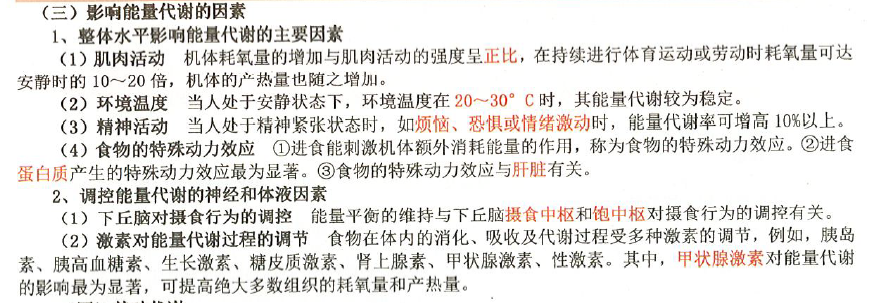 （三）影响能量代谢的因素
1、整体水平影响能量代谢的主要因素
（1）肌肉活动 机体耗氧量的增加与肌肉活动的强度呈正比，在持续进行体育运动或劳动时耗氧量可达
安静时的 10～20 倍，机体的产热量也随之增加。
（2）环境温度 当人处于安静状态下，环境温度在 20～30° C 时，其能量代谢较为稳定。
（3）精神活动 当人处于精神紧张状态时，如烦恼、恐惧或情绪激动时，能量代谢率可增高 10%以上。
（4）食物的特殊动力效应 ①进食能刺激机体额外消耗能量的作用，称为食物的特殊动力效应。②进食
蛋白质产生的特殊动力效应最为显著。③食物的特殊动力效应与肝脏有关。
2、调控能量代谢的神经和体液因素
（1）下丘脑对摄食行为的调控 能量平衡的维持与下丘脑摄食中枢和饱中枢对摄食行为的调控有关。
（2）激素对能量代谢过程的调节 食物在体内的消化、吸收及代谢过程受多种激素的调节，例如，胰岛
素、胰高血糖素、生长激素、糖皮质激素、肾上腺素、甲状腺激素、性激素。其中，甲状腺激素对能量代谢
的影响最为显著，可提高绝大多数组织的耗氧量和产热量。